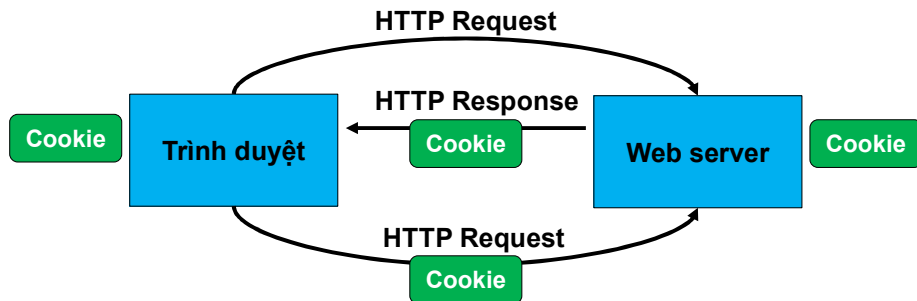 HTTP Request
HTTP Response
Cookie
Trình duyệt
Cookie
Web server
Cookie
HTTP Request
Cookie